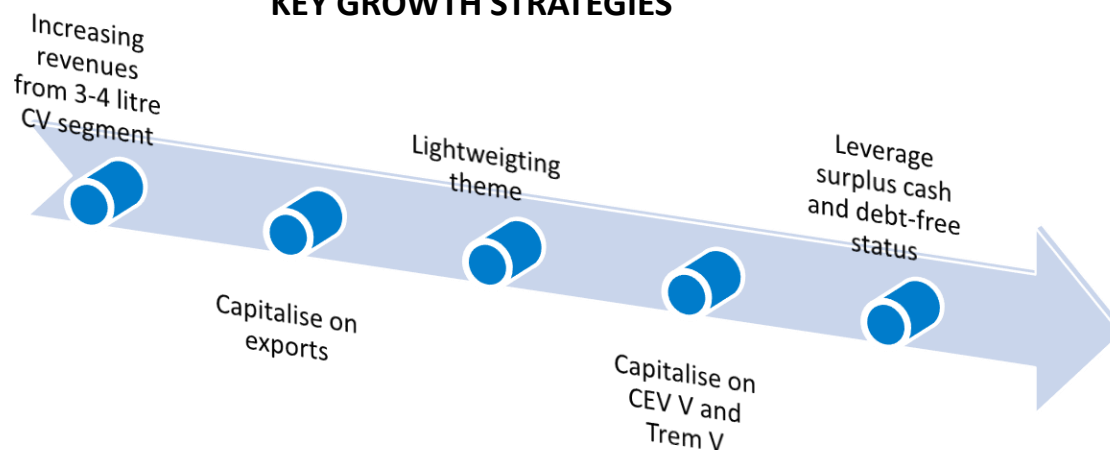 KEY GROWTH STRATEGIES
Increasing
revenues
from 3-4 litre
CV segment
Capitalise on
exports
Lightweigting
theme
Capitalise on
CEV V and
Trem V
Leverage
surplus cash
and debt-free
status